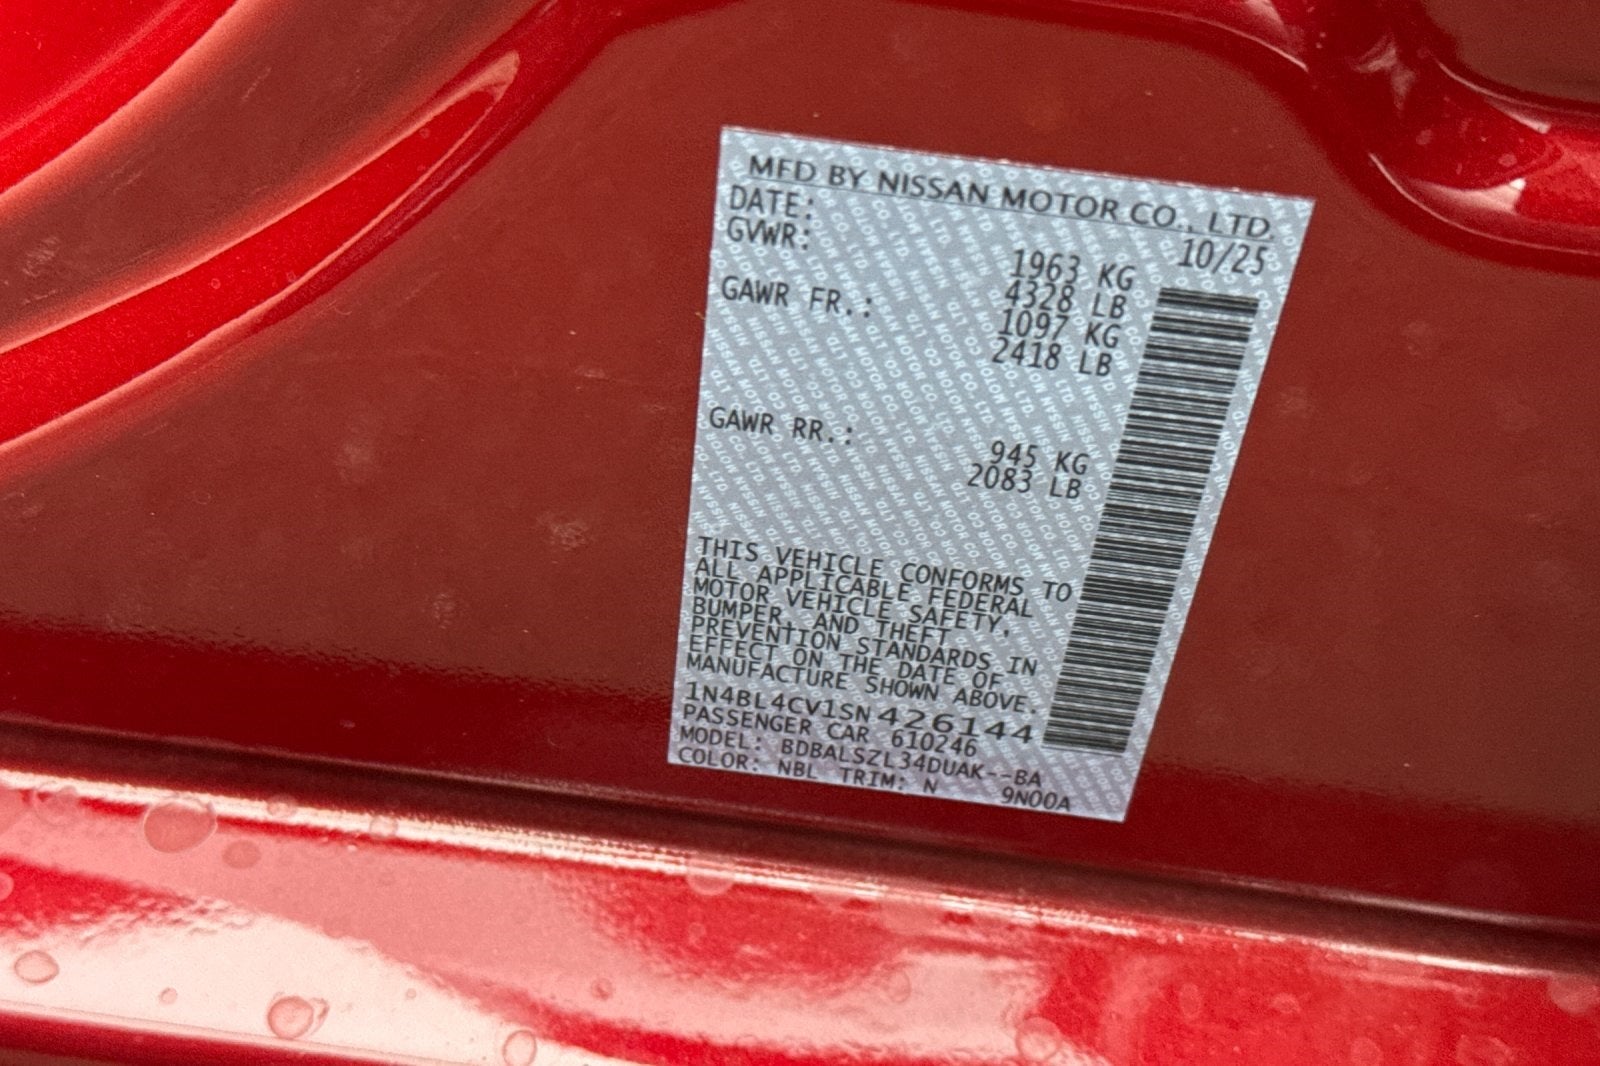 MFD BY NISSAN MOTOR CO., LTD.
DATE: 10/25
GVWR: 1963 KG
4328 LB
GAWR FR.: 1097 KG
2418 LB
GAWR RR.: 945 KG
2083 LB
THIS VEHICLE CONFORMS TO
ALL APPLICABLE FEDERAL
MOTOR VEHICLE SAFETY,
BUMPER, AND THEFT
PREVENTION STANDARDS IN
EFFECT ON THE DATE OF
MANUFACTURE SHOWN ABOVE.
1N4BL4CV1SN426144
PASSENGER CAR 610246
MODEL: BDBALSZL34DUAK--BA
COLOR: NBL TRIM: N 9N00A